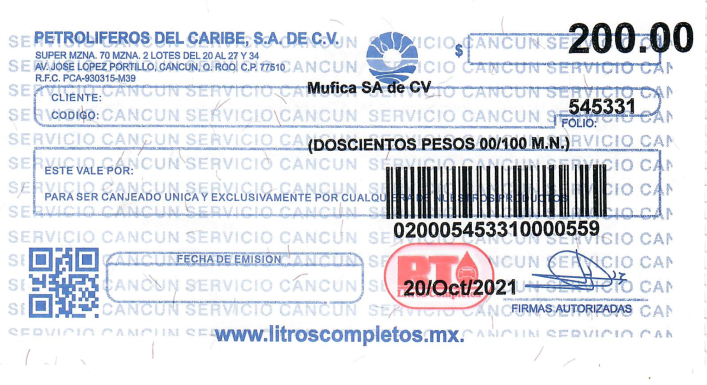 PETROLIFEROS DEL CARIBE, S.A. DE C.V.
SUPER MZNA. 70 MZNA. 2 LOTES DEL 20 AL 27 Y 34
AV. JOSE LOPEZ PORTILLO, CANCUN, Q. ROO. C.P. 77510
R.F.C. PCA-930315-M39
$ 200.00
Mufica SA de CV
CLIENTE:
CODIGO:
545331
FOLIO:
(DOSCIENTOS PESOS 00/100 M.N.)
ESTE VALE POR:
PARA SER CANJEADO UNICA Y EXCLUSIVAMENTE POR CUALQUIERA DE NUESTROS PRODUCTOS
020005453310000559
FECHA DE EMISION
20/Oct/2021
FIRMAS AUTORIZADAS
www.litroscompletos.mx.
SERVICIO CANCUN SERVICIO CANCUN SERVICIO CANCUN